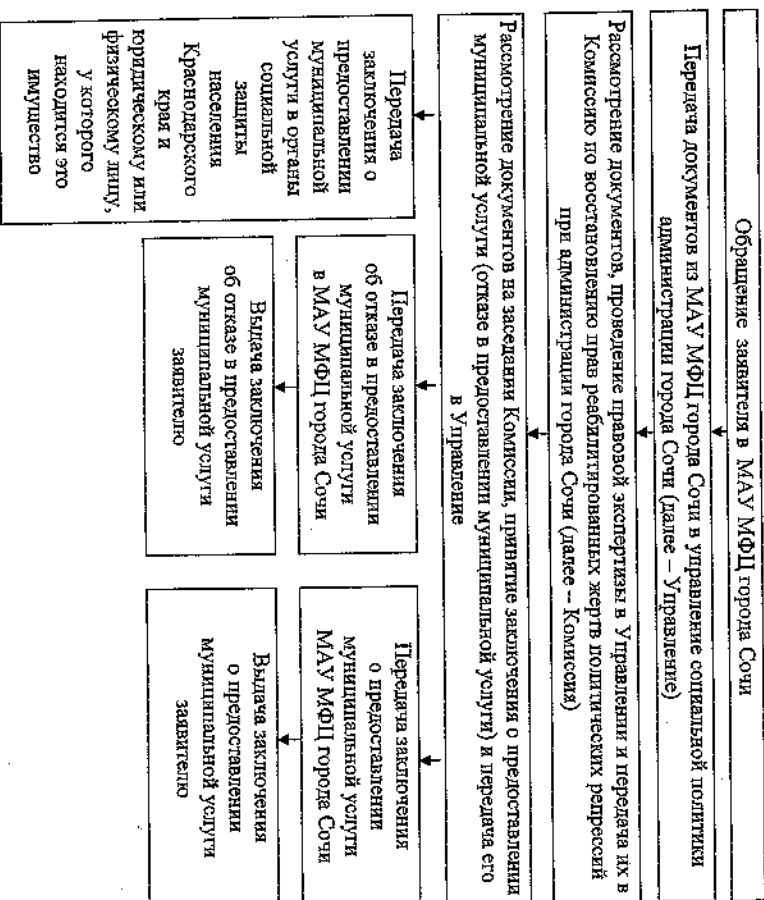 Обращение заявителя в МАУ МФЦ города Сочи
Передача документов из МАУ МФЦ города Сочи в управление социальной политики
администрации города Сочи (далее – Управление)
Рассмотрение документов, проведение правовой экспертизы в Управлении и передача их в
Комиссию по восстановлению прав реабилитированных жертв политических репрессий
при администрации города Сочи (далее – Комиссия)
Рассмотрение документов на заседании Комиссии, принятие заключения о предоставлении
муниципальной услуги (отказе в предоставлении муниципальной услуги) и передача его
в Управление
Передача
заключения о
предоставлении
муниципальной
услуги в органы
социальной
защиты
населения
Краснодарского
края и
юридическому или
физическому лицу,
у которого
находится это
имущество
Передача заключения
об отказе в предоставлении
муниципальной услуги
в МАУ МФЦ города Сочи
Выдача заключения
об отказе в предоставлении
муниципальной услуги
заявителю
Передача заключения
о предоставлении
муниципальной услуги
МАУ МФЦ города Сочи
Выдача заключения
о предоставлении
муниципальной услуги
заявителю